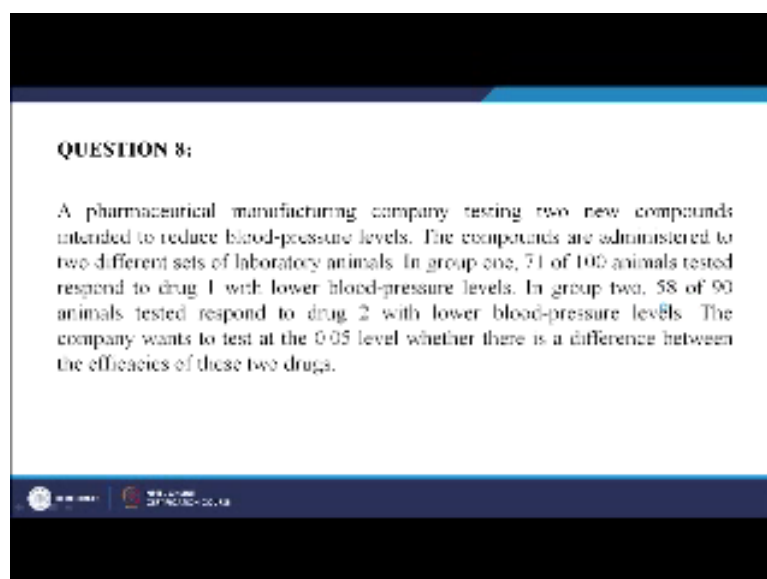 QUESTION 8:
A pharmaceutical manufacturing company testing two new compounds
intended to reduce blood-pressure levels. The compounds are administered to
two different sets of laboratory animals. In group one, 71 of 100 animals tested
respond to drug 1 with lower blood-pressure levels. In group two, 58 of 90
animals tested respond to drug 2 with lower blood-pressure levels. The
company wants to test at the 0.05 level whether there is a difference between
the efficacies of these two drugs.
CERTIFICATION COURSE